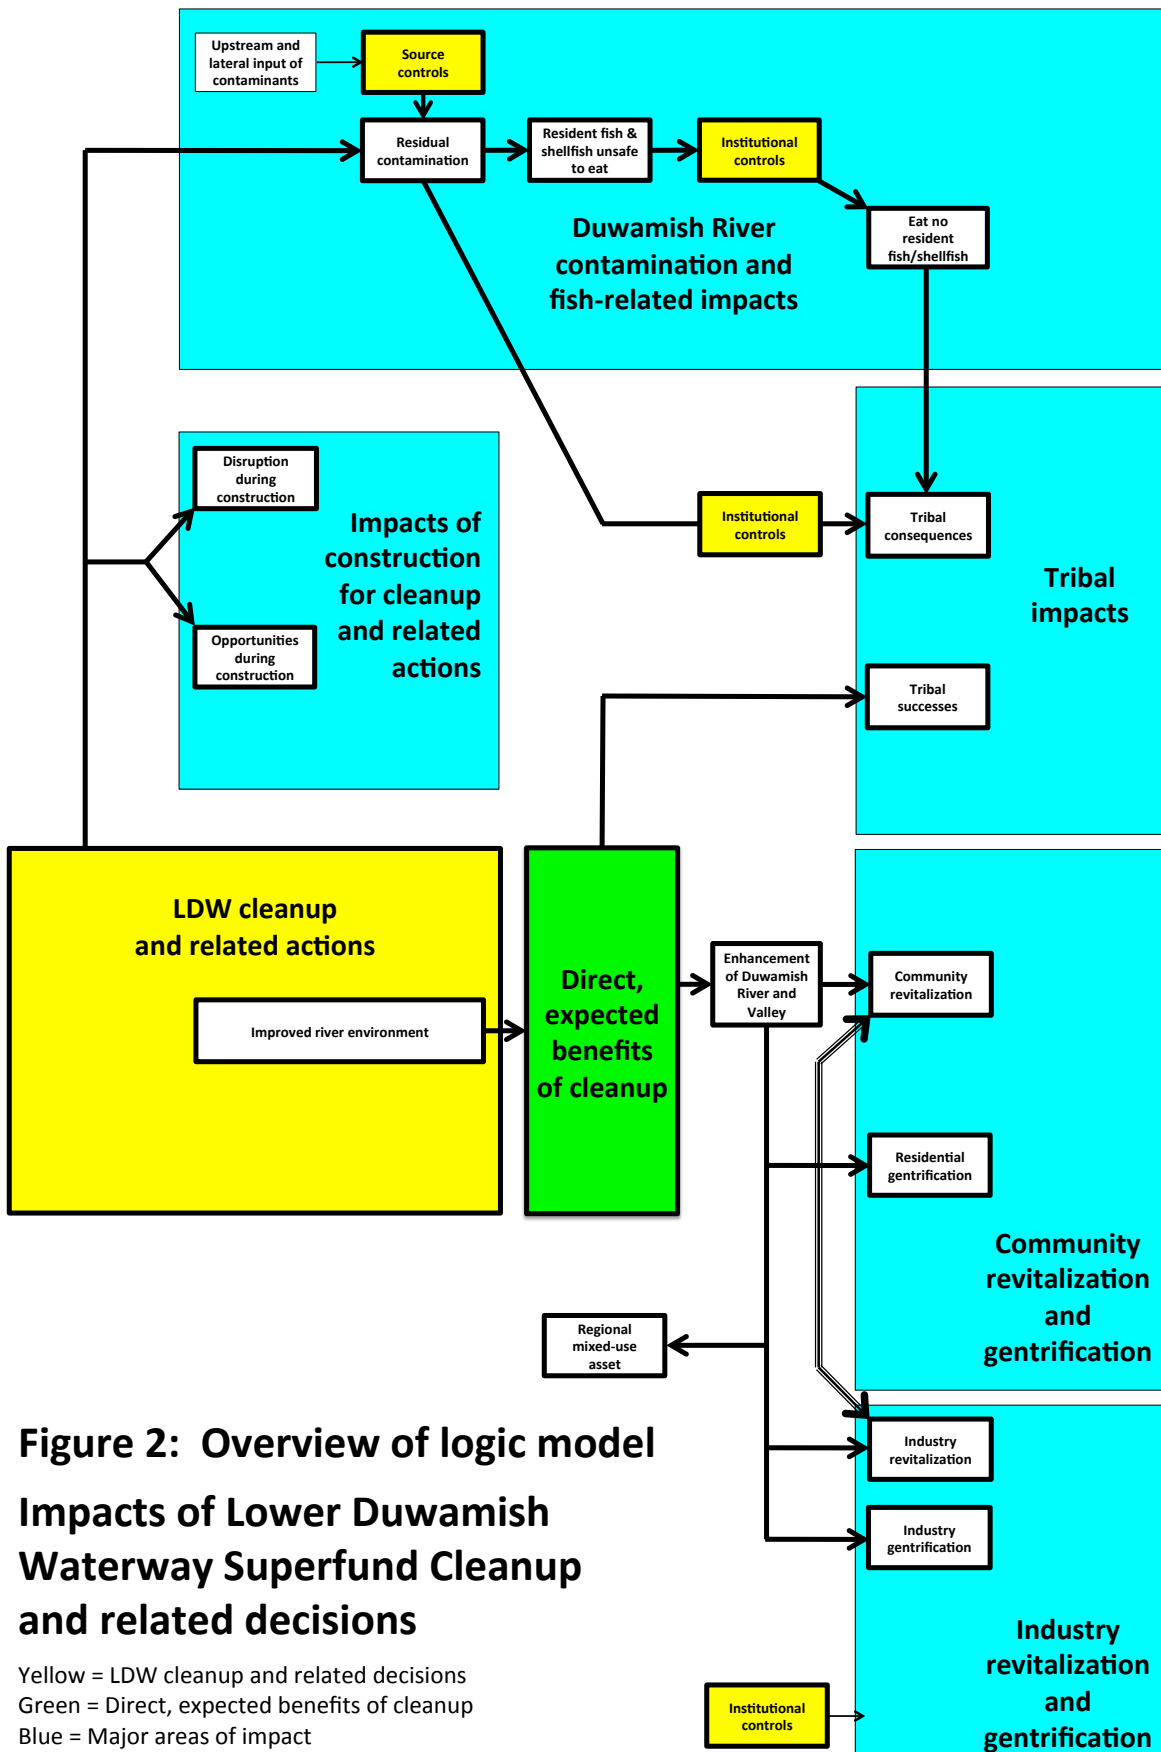 Upstream and
lateral input of
contaminants
Source
controls
Residual
contamination
Resident fish &
shellfish unsafe
to eat
Institutional
controls
Eat no
resident
fish/shellfish
Duwamish River
contamination and
fish-related impacts
Disruption
during
construction
Opportunities
during
construction
Impacts of
construction
for cleanup
and related
actions
Institutional
controls
Tribal
consequences
Tribal
impacts
Tribal
successes
LDW cleanup
and related actions
Improved river environment
Direct,
expected
benefits
of cleanup
Enhancement
of Duwamish
River and
Valley
Community
revitalization
Residential
gentrification
Community
revitalization
and
gentrification
Regional
mixed-use
asset
Industry
revitalization
Industry
gentrification
Industry
revitalization
and
gentrification
Institutional
controls
Figure 2: Overview of logic model
Impacts of Lower Duwamish
Waterway Superfund Cleanup
and related decisions
Yellow = LDW cleanup and related decisions
Green = Direct, expected benefits of cleanup
Blue = Major areas of impact